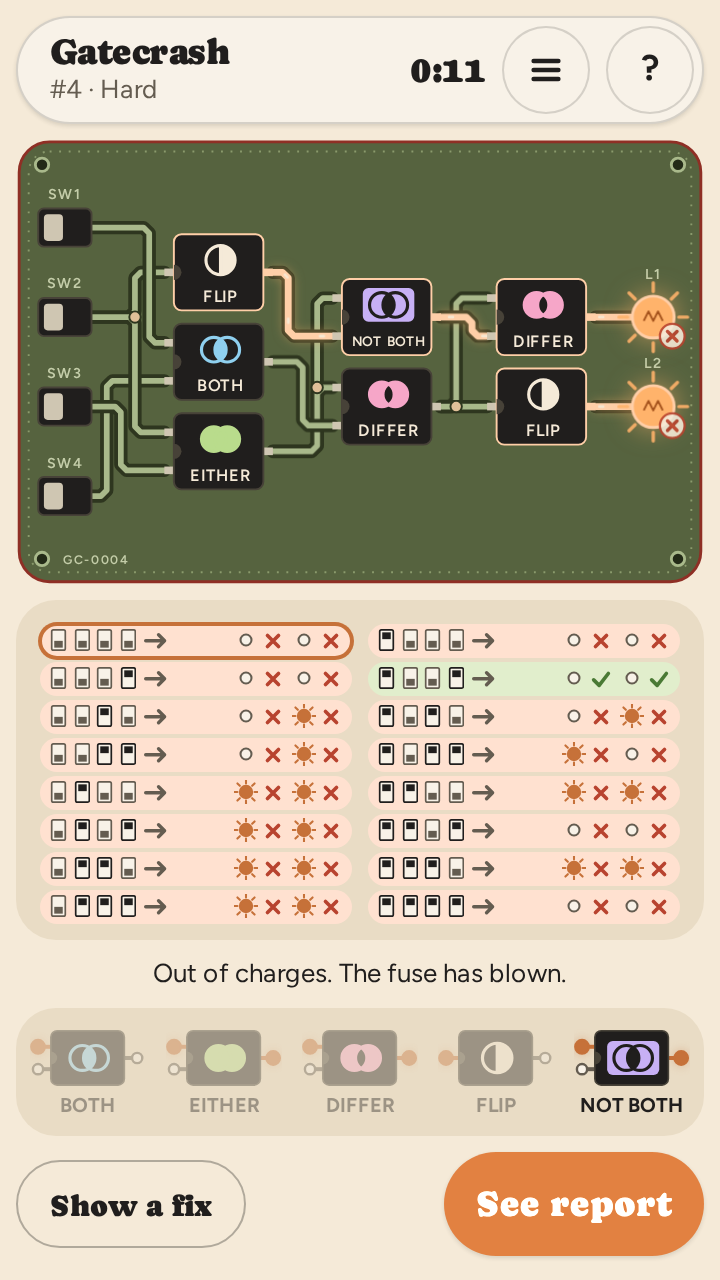 Gatecrash
#4 · Hard
0:11
?
SW1
SW2
SW3
SW4
FLIP
BOTH
EITHER
NOT BOTH
DIFFER
DIFFER
FLIP
L1
L2
GC-0004
Out of charges. The fuse has blown.
BOTH
EITHER
DIFFER
FLIP
NOT BOTH
Show a fix
See report